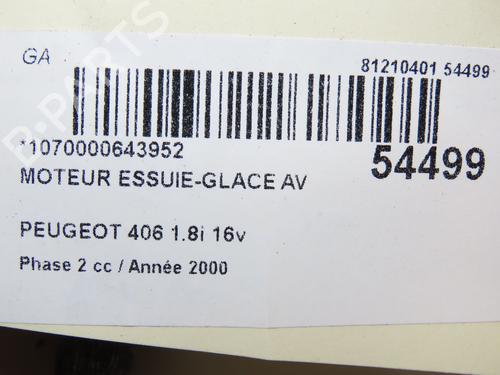 GA
81210401 54499
*1070000643952
54499
MOTEUR ESSUIE-GLACE AV
PEUGEOT 406 1.8i 16v
Phase 2 cc / Année 2000
B-PARTS